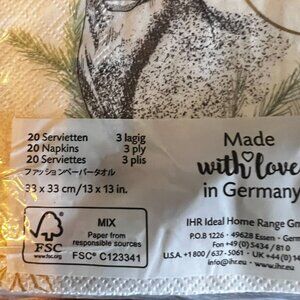 20 Servietten 3 lagig
20 Napkins 3 ply
20 Serviettes 3 plis
ファッションペーパータオル
33 x 33 cm/13 x 13 in.
Made
with love
in Germany
FSC
www.fsc.org
MIX
Paper from
responsible sources
FSC® C123341
IHR Ideal Home Range
P.O.B 1226 · 49628 Essen · 
Fon +49(0) 5434 / 81 0
U.S.A. +1 800 / 637- 5061 · UK +44(0)
info@ihr.eu · www.ihr.eu